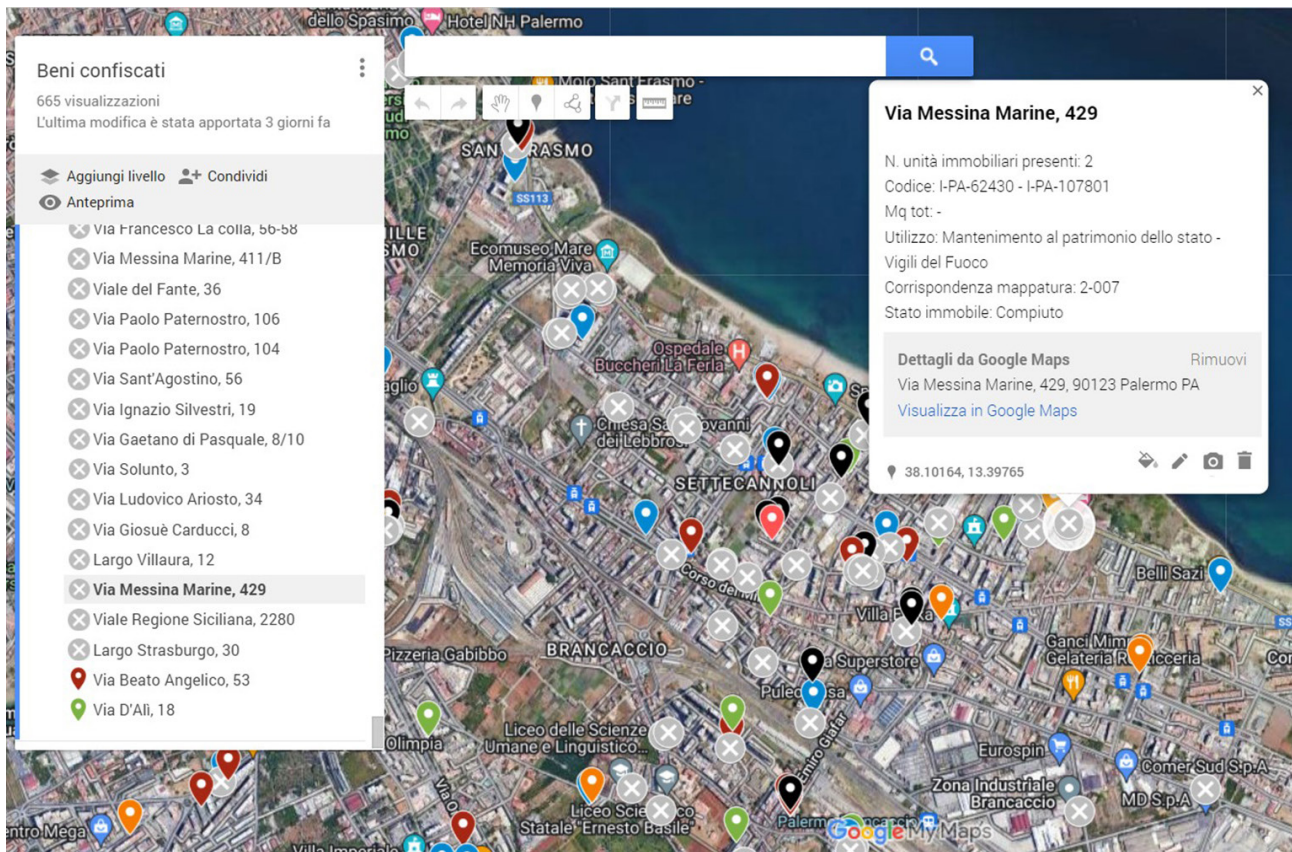 dello Spasimo
Hotel NH Palermo
Beni confiscati
665 visualizzazioni
L'ultima modifica è stata apportata 3 giorni fa
Aggiungi livello
Condividi
Anteprima
Via Francesco La colla, 56-58
Via Messina Marine, 411/B
Viale del Fante, 36
Via Paolo Paternostro, 106
Via Paolo Paternostro, 104
Via Sant'Agostino, 56
Via Ignazio Silvestri, 19
Via Gaetano di Pasquale, 8/10
Via Solunto, 3
Via Ludovico Ariosto, 34
Via Giosuè Carducci, 8
Largo Villaura, 12
Via Messina Marine, 429
Viale Regione Siciliana, 2280
Largo Strasburgo, 30
Via Beato Angelico, 53
Via D'Alì, 18
Via Messina Marine, 429
N. unità immobiliari presenti: 2
Codice: I-PA-62430 - I-PA-107801
Mq tot: -
Utilizzo: Mantenimento al patrimonio dello stato -
Vigili del Fuoco
Corrispondenza mappatura: 2-007
Stato immobile: Compiuto
Dettagli da Google Maps
Rimuovi
Via Messina Marine, 429, 90123 Palermo PA
Visualizza in Google Maps
38.10164, 13.39765
Molo Sant'Erasmo -
SS113
Ecomuseo Mare
Memoria Viva
Ospedale
Buccheri La Ferla
SETTECANNOLI
Belli Sazi
BRANCACCIO
Pizzeria Gabibbo
Superstore
Gelateria
Liceo delle Scienze
Umane e Linguistico...
Olimpia
Emiro Giafar
Eurospin
Comer Sud S.p.A
Zona Industriale
Brancaccio
MD S.p.A
Statale "Ernesto Basile"
Google My Maps